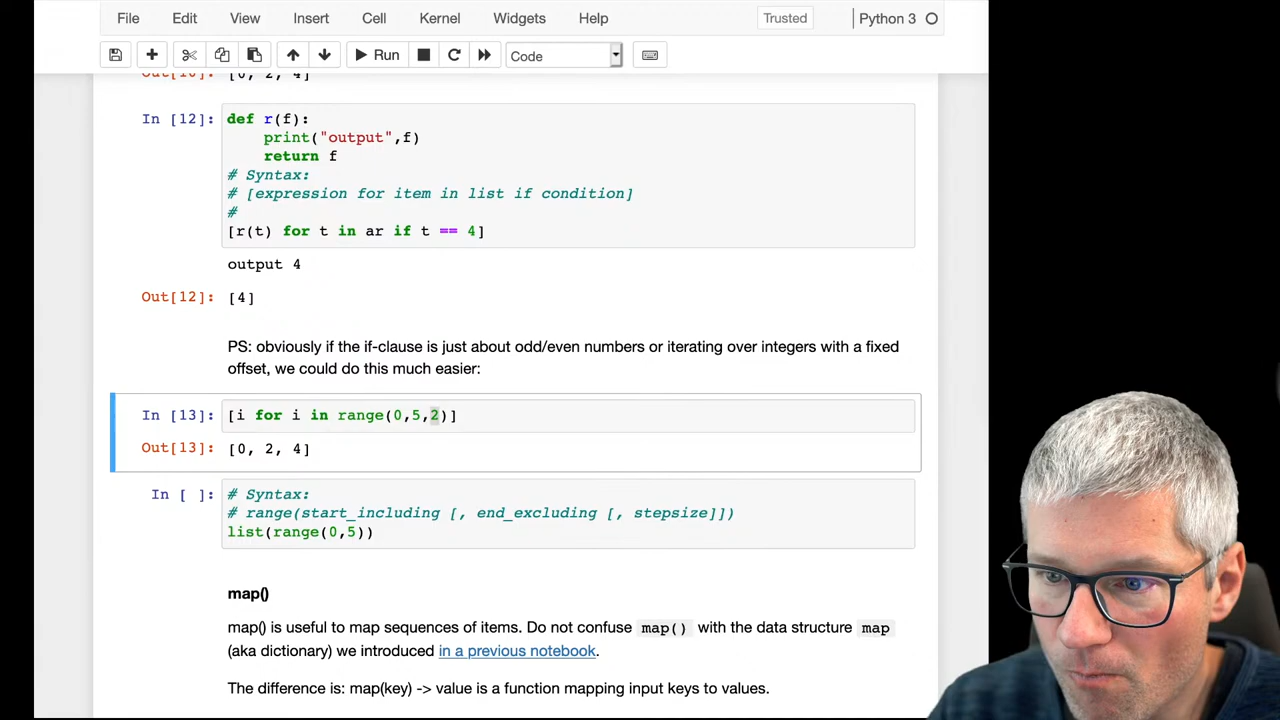 File Edit View Insert Cell Kernel Widgets Help Trusted Python 3
Run Code
Out[10]: [0, 2, 4]
In [12]: def r(f):
print("output",f)
return f
# Syntax:
# [expression for item in list if condition]
#
[r(t) for t in ar if t == 4]
output 4
Out[12]: [4]
PS: obviously if the if-clause is just about odd/even numbers or iterating over integers with a fixed
offset, we could do this much easier:
In [13]: [i for i in range(0,5,2)]
Out[13]: [0, 2, 4]
In [ ]: # Syntax:
# range(start_including [, end_excluding [, stepsize]])
list(range(0,5))
map()
map() is useful to map sequences of items. Do not confuse map() with the data structure map
(aka dictionary) we introduced in a previous notebook.
The difference is: map(key) -> value is a function mapping input keys to values.